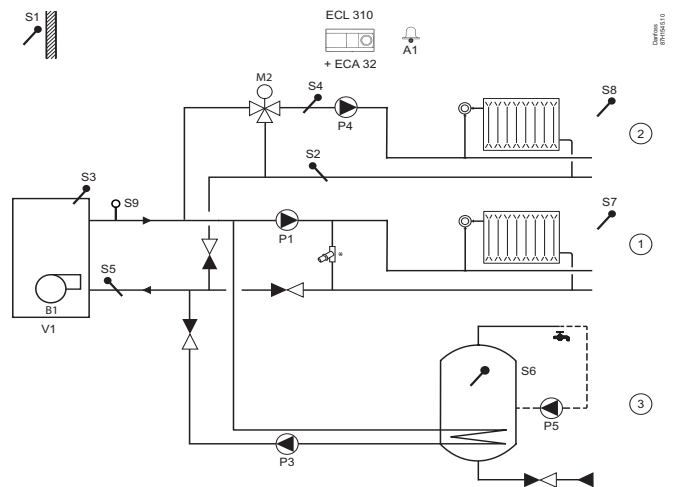 S1
ECL 310
A1
+ ECA 32
Danfoss
87H1545.10
M2
S4
P4
S8
2
S2
S3
S9
S7
P1
*
1
S5
B1
V1
S6
P5
3
P3